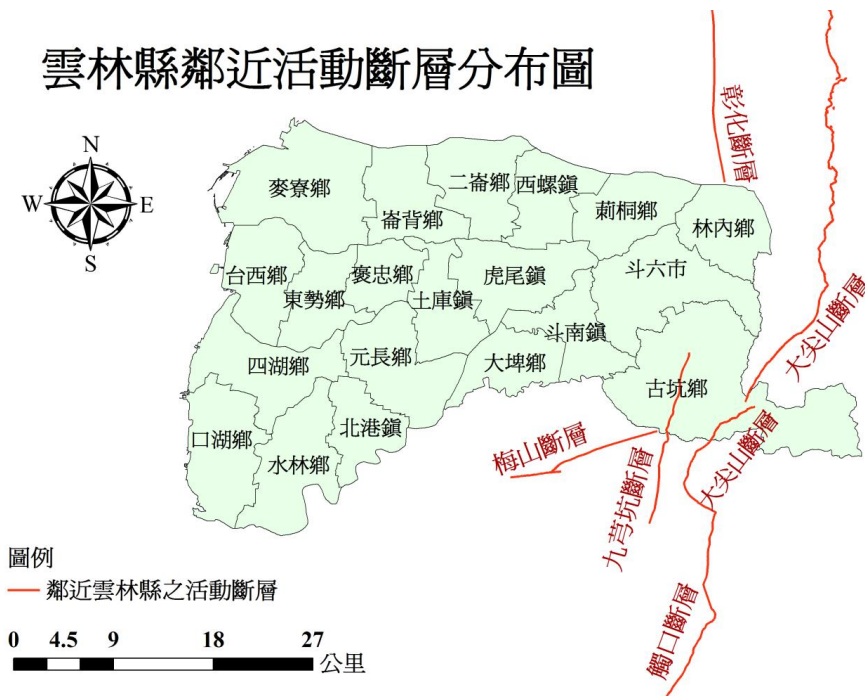 雲林縣鄰近活動斷層分布圖
彰化斷層
N
W
E
S
麥寮鄉
崙背鄉
二崙鄉
西螺鎮
莿桐鄉
林內鄉
台西鄉
東勢鄉
褒忠鄉
土庫鎮
虎尾鎮
斗六市
斗南鎮
大尖山斷層
四湖鄉
元長鄉
大埤鄉
古坑鄉
口湖鄉
水林鄉
北港鎮
梅山斷層
九芎坑斷層
大尖山斷層
觸口斷層
圖例
鄰近雲林縣之活動斷層
0 4.5 9 18 27
公里